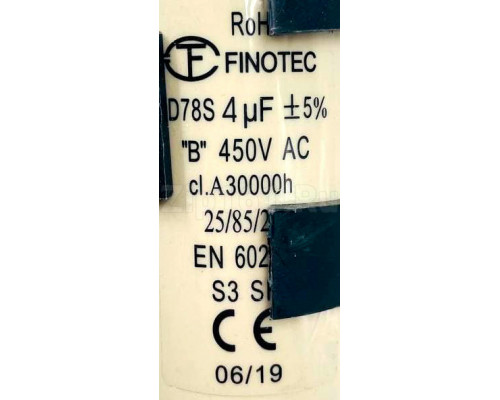 FINOTEC
D78S 4 µF ±5%
"B" 450V AC
cl.A30000h
25/85/2
EN 602
S3 S
CE
06/19